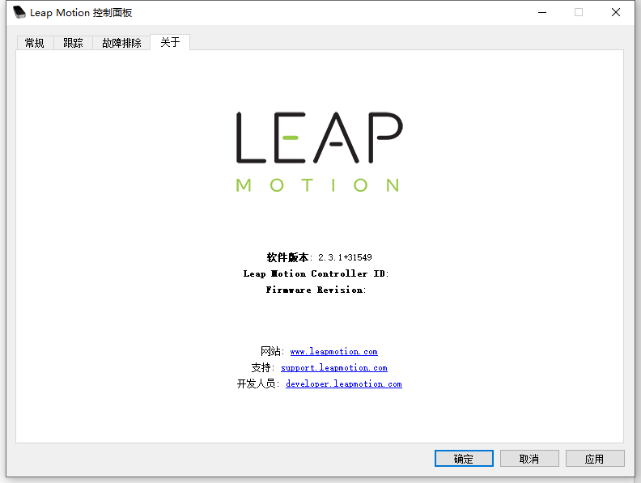 Leap Motion 控制面板
常规 跟踪 故障排除 关于
LEAP
MOTION
软件版本: 2.3.1+31549
Leap Motion Controller ID:
Firmware Revision:
网站: www.leapmotion.com
支持: support.leapmotion.com
开发人员: developer.leapmotion.com
确定 取消 应用